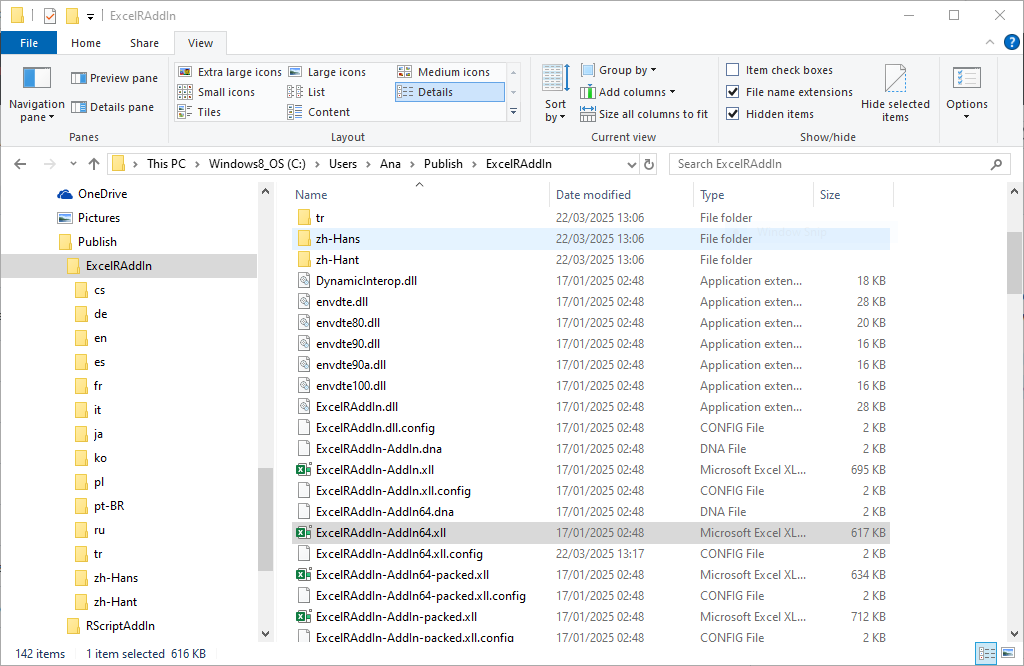 ExcelRAddIn
File Home Share View
Navigation pane
Preview pane
Details pane
Panes
Extra large icons Large icons Medium icons
Small icons List Details
Tiles Content
Layout
Sort by
Group by
Add columns
Size all columns to fit
Current view
Item check boxes
File name extensions
Hidden items
Hide selected items
Show/hide
Options
This PC > Windows8_OS (C:) > Users > Ana > Publish > ExcelRAddIn
Search ExcelRAddIn
OneDrive
Pictures
Publish
ExcelRAddIn
cs
de
en
es
fr
it
ja
ko
pl
pt-BR
ru
tr
zh-Hans
zh-Hant
RScriptAddIn
Name Date modified Type Size
tr 22/03/2025 13:06 File folder
zh-Hans 22/03/2025 13:06 File folder
zh-Hant 22/03/2025 13:06 File folder
DynamicInterop.dll 17/01/2025 02:48 Application exten... 18 KB
envdte.dll 17/01/2025 02:48 Application exten... 28 KB
envdte80.dll 17/01/2025 02:48 Application exten... 20 KB
envdte90.dll 17/01/2025 02:48 Application exten... 16 KB
envdte90a.dll 17/01/2025 02:48 Application exten... 16 KB
envdte100.dll 17/01/2025 02:48 Application exten... 16 KB
ExcelRAddIn.dll 17/01/2025 02:48 Application exten... 28 KB
ExcelRAddIn.dll.config 17/01/2025 02:48 CONFIG File 2 KB
ExcelRAddIn-AddIn.dna 17/01/2025 02:48 DNA File 2 KB
ExcelRAddIn-AddIn.xll 17/01/2025 02:48 Microsoft Excel XL... 695 KB
ExcelRAddIn-AddIn.xll.config 17/01/2025 02:48 CONFIG File 2 KB
ExcelRAddIn-AddIn64.dna 17/01/2025 02:48 DNA File 2 KB
ExcelRAddIn-AddIn64.xll 17/01/2025 02:48 Microsoft Excel XL... 617 KB
ExcelRAddIn-AddIn64.xll.config 22/03/2025 13:17 CONFIG File 2 KB
ExcelRAddIn-AddIn64-packed.xll 17/01/2025 02:48 Microsoft Excel XL... 634 KB
ExcelRAddIn-AddIn64-packed.xll.config 17/01/2025 02:48 CONFIG File 2 KB
ExcelRAddIn-AddIn-packed.xll 17/01/2025 02:48 Microsoft Excel XL... 712 KB
ExcelRAddIn-AddIn-packed.xll.config 17/01/2025 02:48 CONFIG File 2 KB
142 items 1 item selected 616 KB